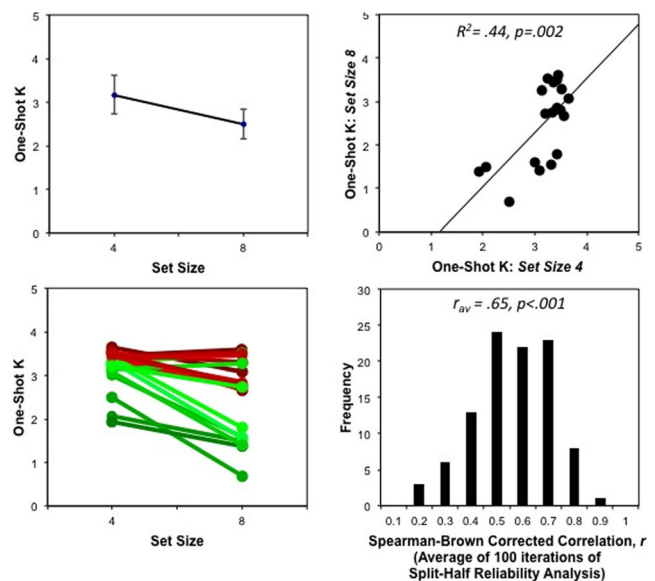 5
4
3
2
1
0
One-Shot K
4
8
Set Size
R²= .44, p=.002
5
4
3
2
1
0
One-Shot K: Set Size 8
0
1
2
3
4
5
One-Shot K: Set Size 4
5
4
3
2
1
0
One-Shot K
4
8
Set Size
r_av = .65, p<.001
30
25
20
15
10
5
0
Frequency
0.1 0.2 0.3 0.4 0.5 0.6 0.7 0.8 0.9 1
Spearman-Brown Corrected Correlation, r
(Average of 100 iterations of
Split-Half Reliability Analysis)